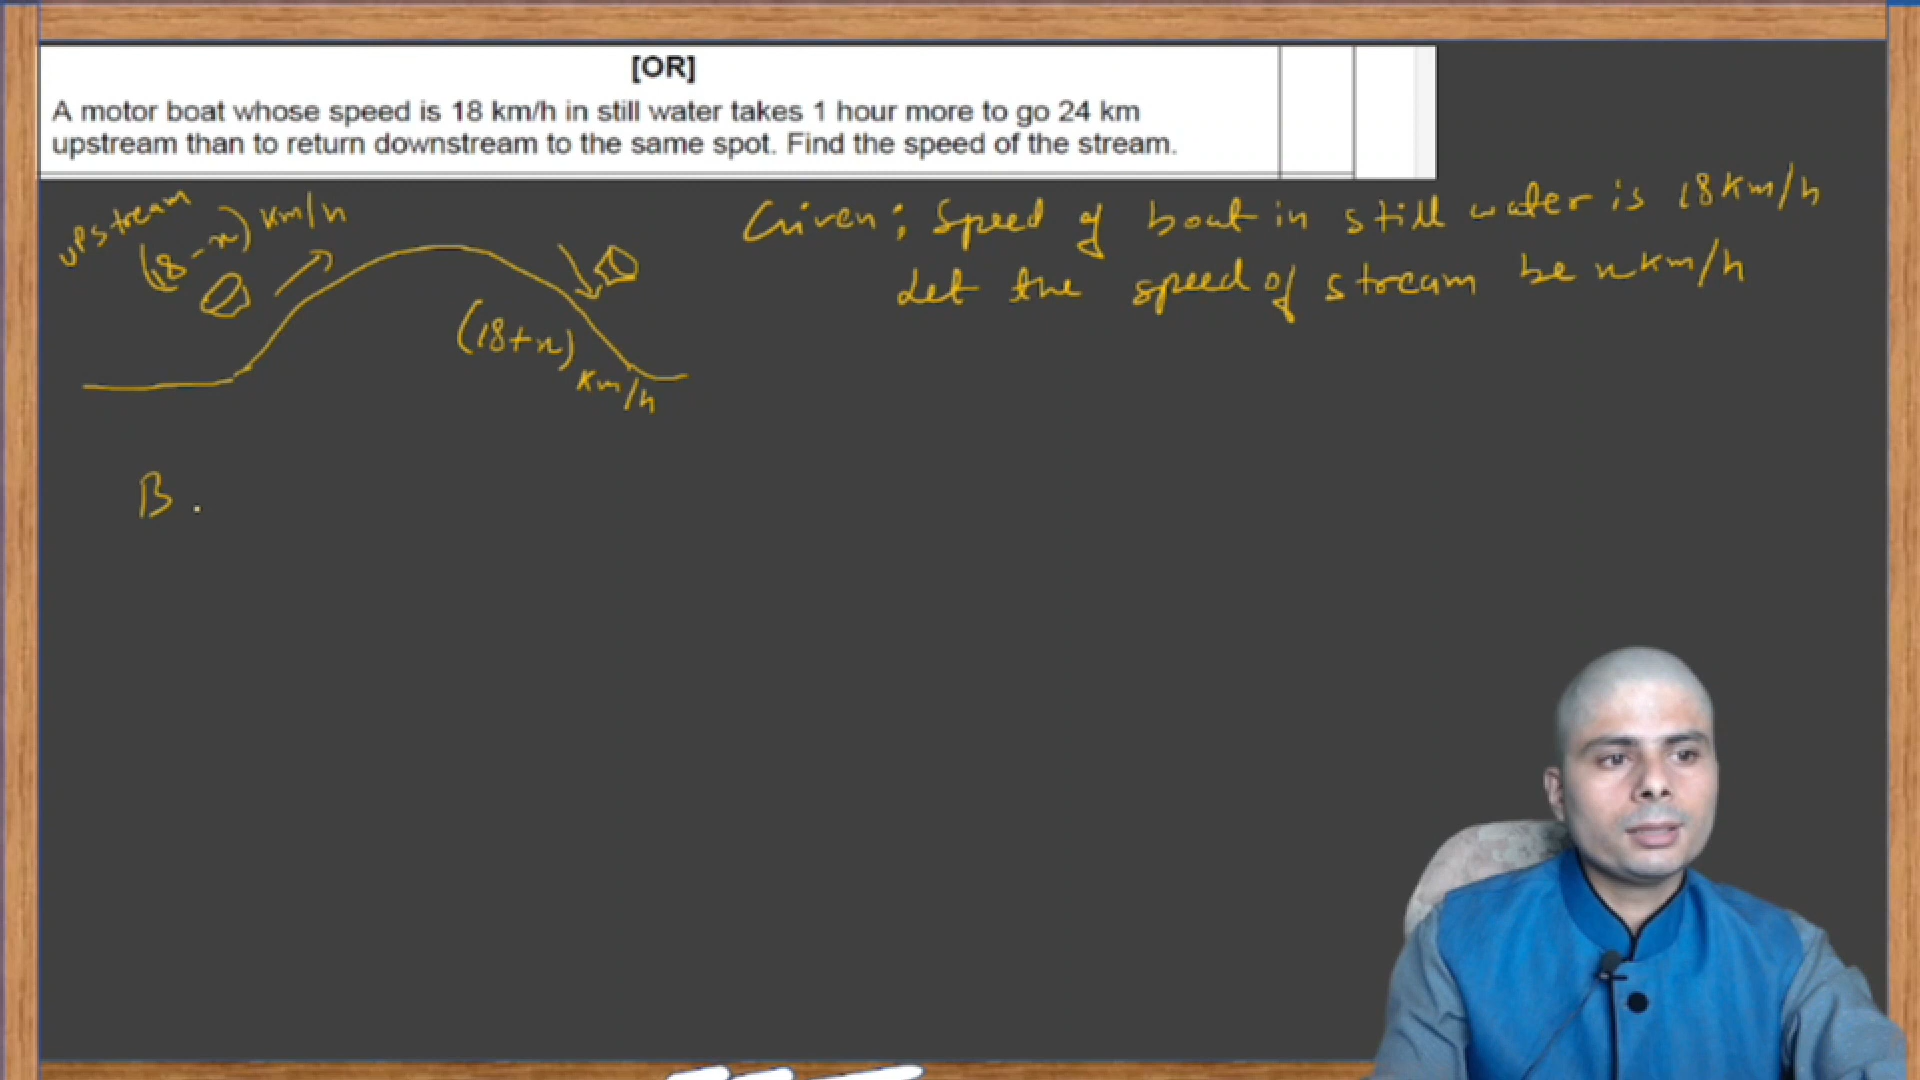 [OR]
A motor boat whose speed is 18 km/h in still water takes 1 hour more to go 24 km
upstream than to return downstream to the same spot. Find the speed of the stream.
upstream
(18-x) km/h
(18+x)
km/h
Given: Speed of boat in still water is 18km/h
Let the speed of stream be x km/h
B.